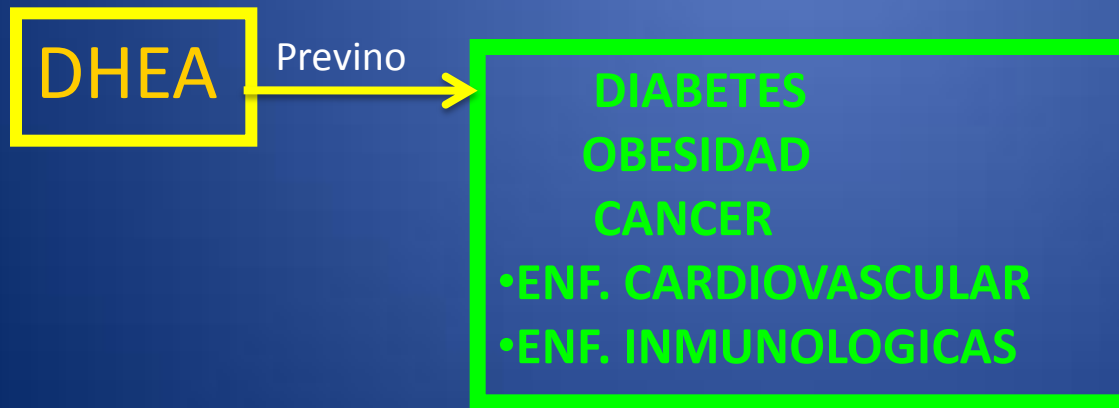 DHEA
Previno
DIABETES
OBESIDAD
CANCER
•ENF. CARDIOVASCULAR
•ENF. INMUNOLOGICAS